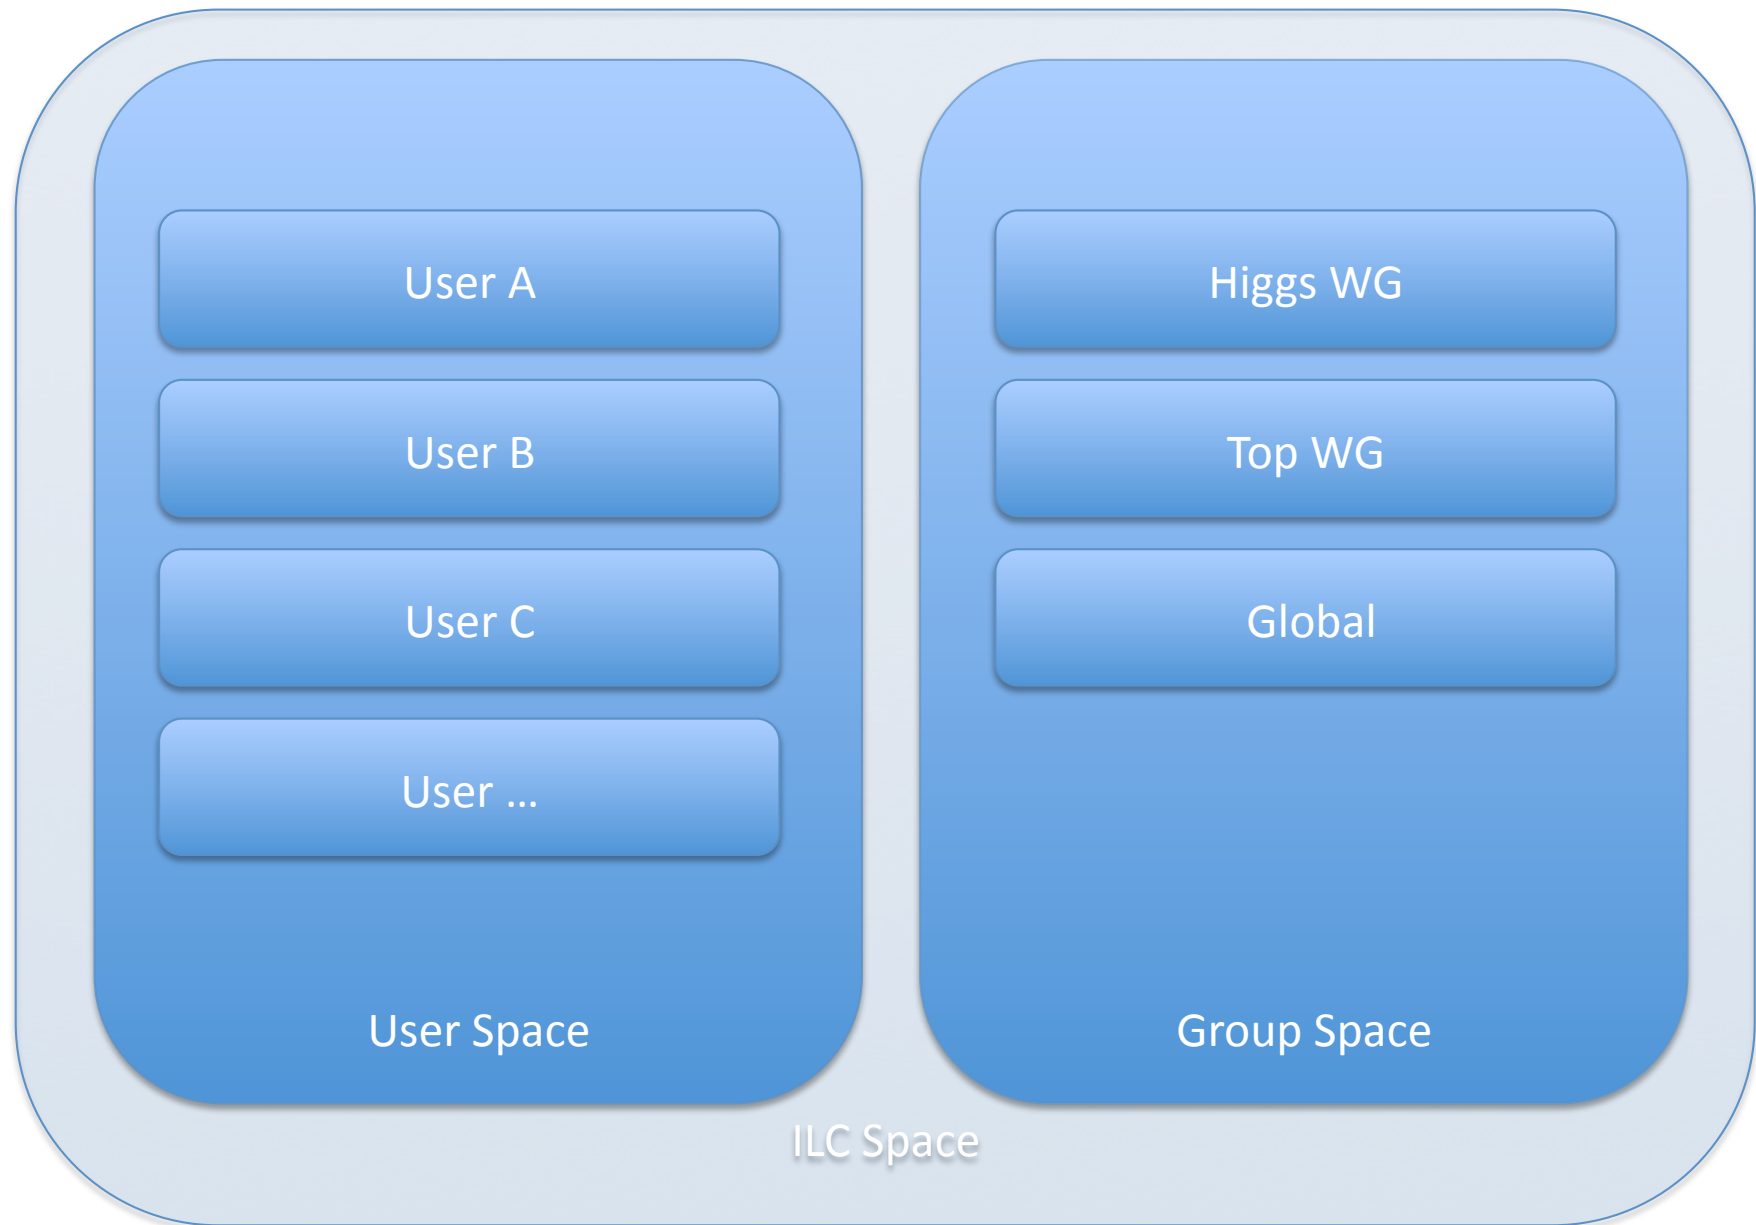 User A
User B
User C
User ...
User Space
Higgs WG
Top WG
Global
Group Space
ILC Space